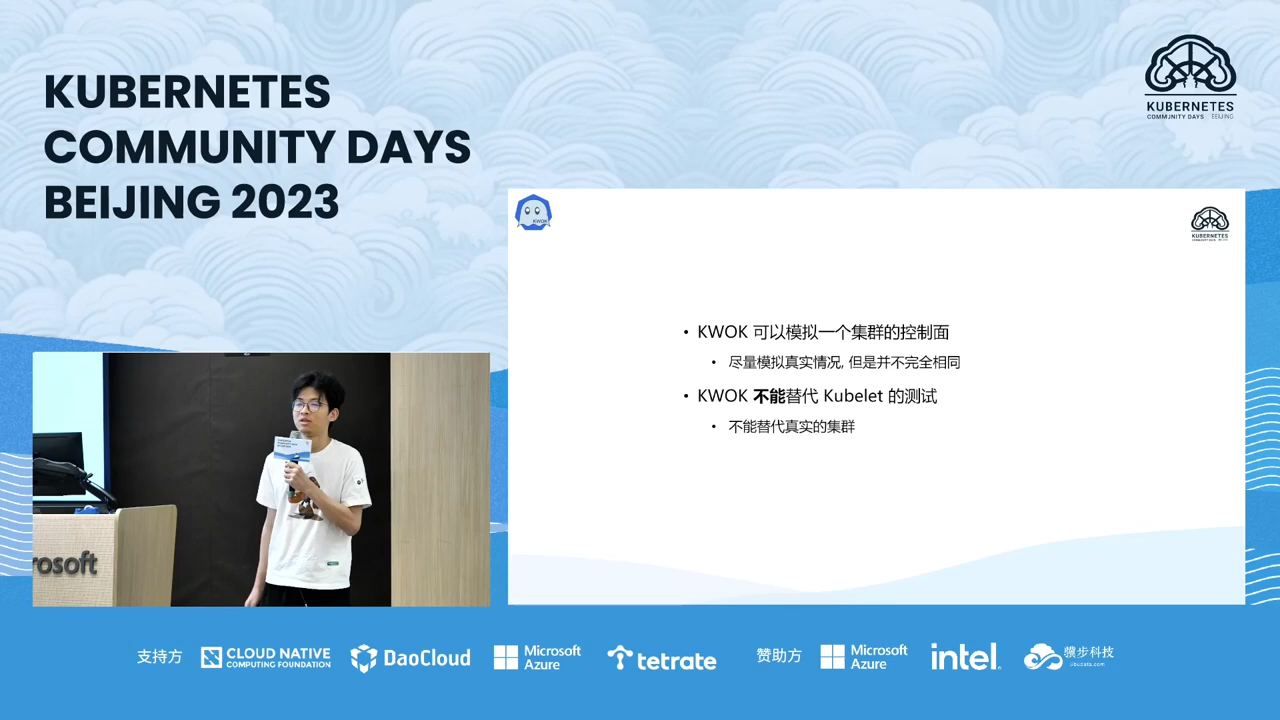 KUBERNETES
COMMUNITY DAYS
BEIJING 2023
KUBERNETES
COMMUNITY DAYS BEIJING
KWOK
KUBERNETES
• KWOK 可以模拟一个集群的控制面
• 尽量模拟真实情况, 但是并不完全相同
• KWOK 不能替代 Kubelet 的测试
• 不能替代真实的集群
rosoft
支持方
CLOUD NATIVE
COMPUTING FOUNDATION
DaoCloud
Microsoft
Azure
tetrate
赞助方
Microsoft
Azure
intel.
骥步科技
jibudata.com